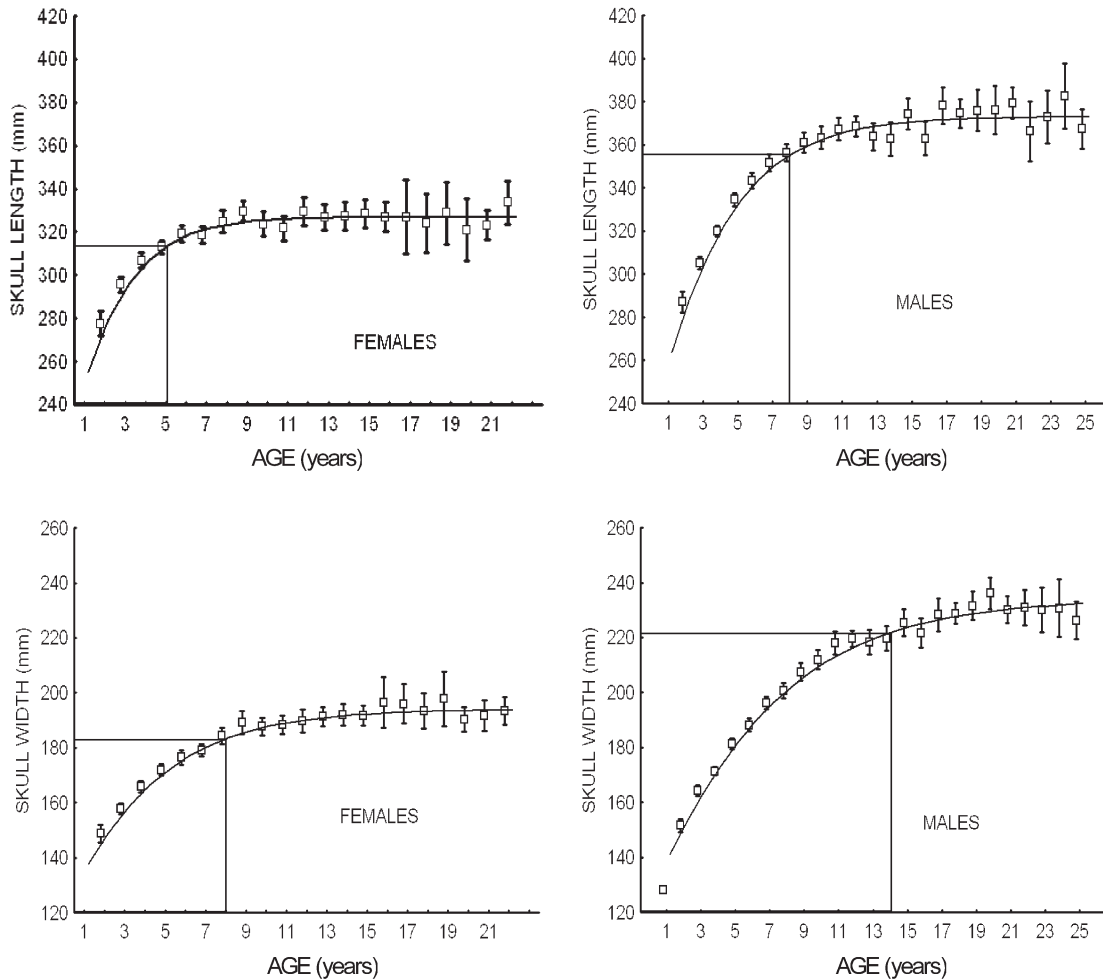 SKULL LENGTH (mm)
420
400
380
360
340
320
300
280
260
240
FEMALES
1 3 5 7 9 11 13 15 17 19 21
AGE (years)
SKULL LENGTH (mm)
420
400
380
360
340
320
300
280
260
240
MALES
1 3 5 7 9 11 13 15 17 19 21 23 25
AGE (years)
SKULL WIDTH (mm)
260
240
220
200
180
160
140
120
FEMALES
1 3 5 7 9 11 13 15 17 19 21
AGE (years)
SKULL WIDTH (mm)
260
240
220
200
180
160
140
120
MALES
1 3 5 7 9 11 13 15 17 19 21 23 25
AGE (years)